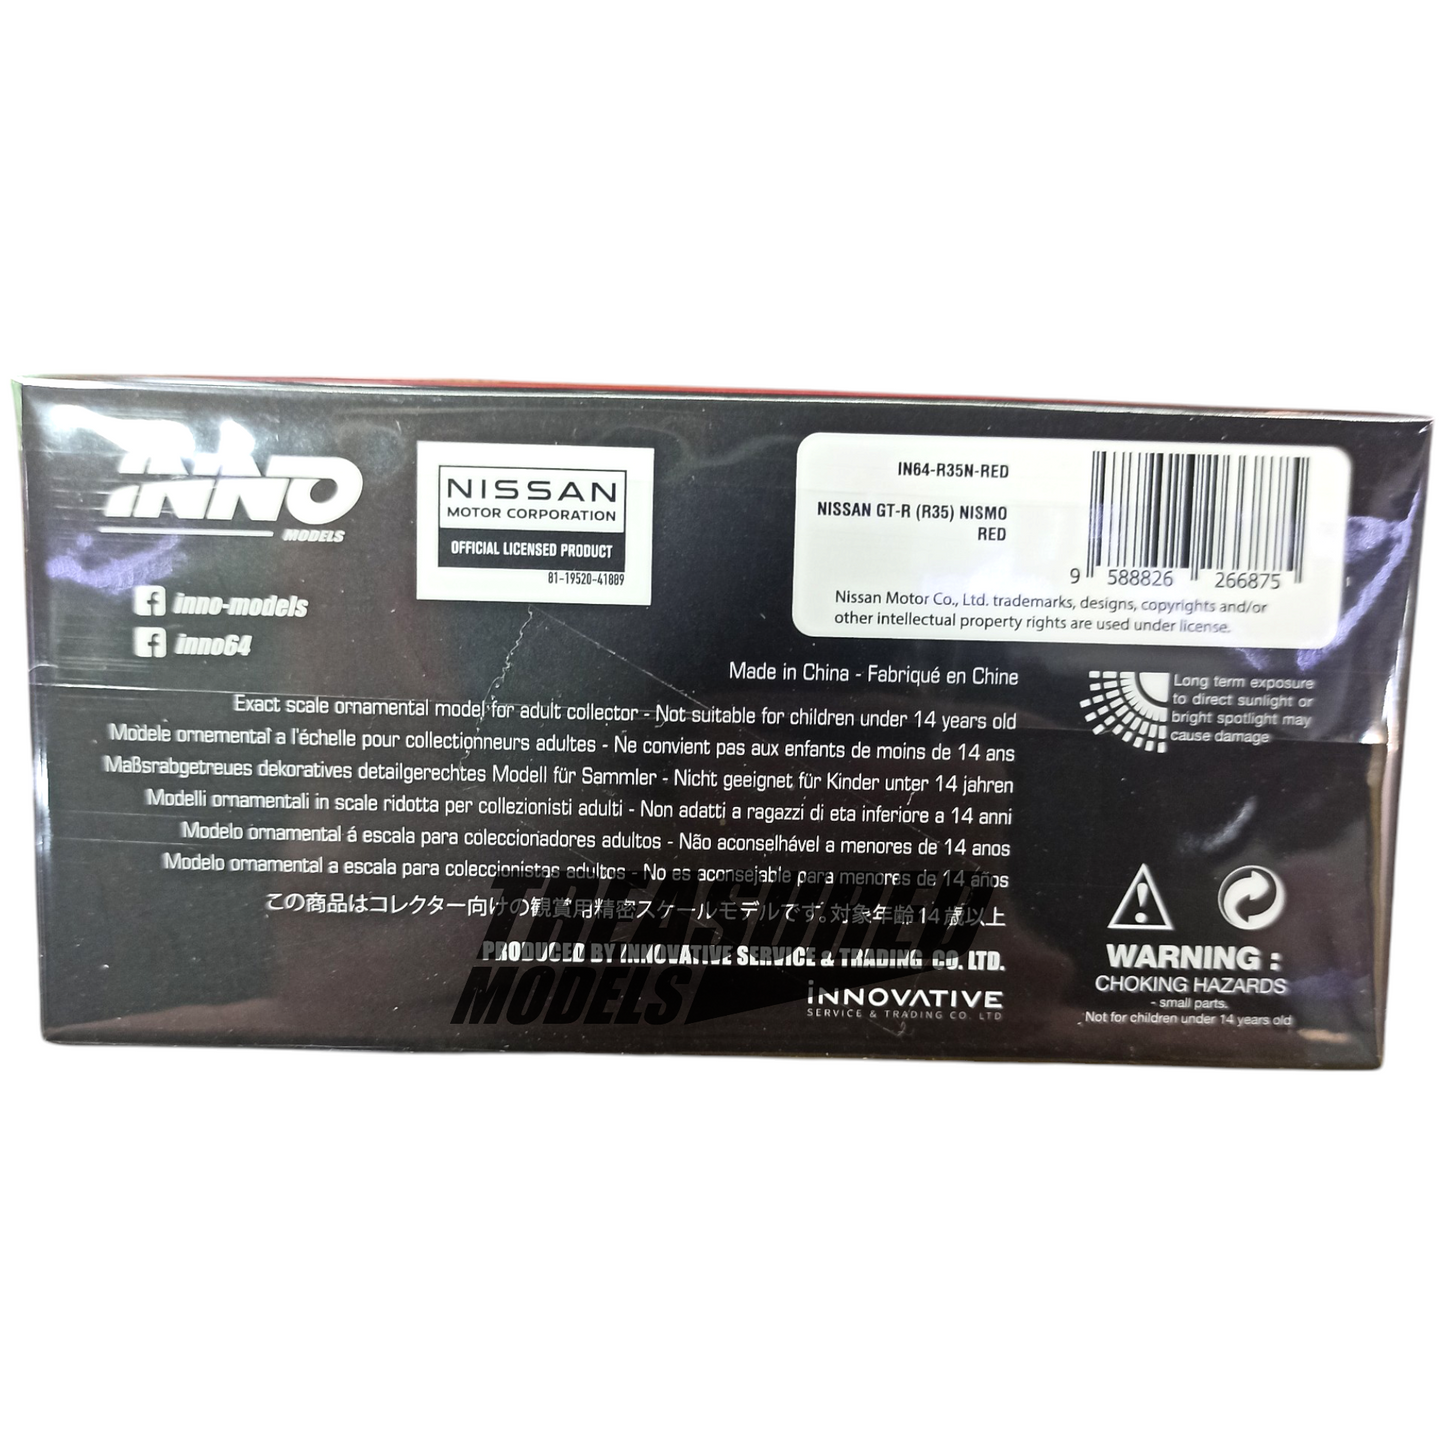 INNO
MODELS
inno-models
inno64
NISSAN
MOTOR CORPORATION
OFFICIAL LICENSED PRODUCT
81-19520-41889
IN64-R35N-RED
NISSAN GT-R (R35) NISMO
RED
9 588826 266875
Nissan Motor Co., Ltd. trademarks, designs, copyrights and/or
other intellectual property rights are used under license.
Made in China - Fabriqué en Chine
Exact scale ornamental model for adult collector - Not suitable for children under 14 years old
Modele ornemental a l'échelle pour collectionneurs adultes - Ne convient pas aux enfants de moins de 14 ans
Maßsrabgetreues dekoratives detailgerechtes Modell für Sammler - Nicht geeignet für Kinder unter 14 jahren
Modelli ornamentali in scale ridotta per collezionisti adulti - Non adatti a ragazzi di eta inferiore a 14 anni
Modelo ornamental á escala para coleccionadores adultos - Não aconselhável a menores de 14 anos
Modelo ornamental a escala para coleccionistas adultos - No es aconsejable para menores de 14 años
この商品はコレクター向けの観賞用精密スケールモデルです。対象年齢14歳以上
PRODUCED BY INNOVATIVE SERVICE & TRADING CO. LTD.
INNOVATIVE
SERVICE & TRADING CO. LTD
TREASURED
MODELS
Long term exposure
to direct sunlight or
bright spotlight may
cause damage
WARNING :
CHOKING HAZARDS
- small parts.
Not for children under 14 years old